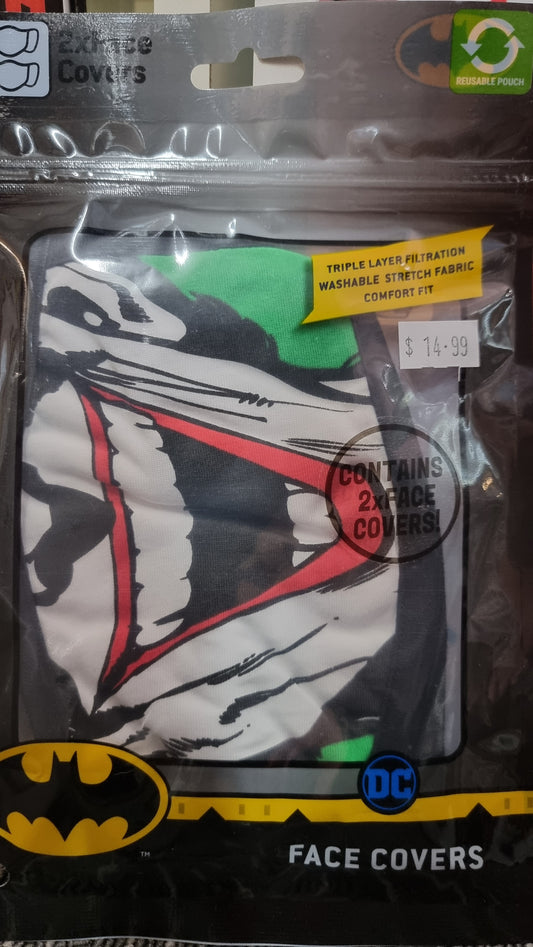 2xFace
Covers
REUSABLE POUCH
TRIPLE LAYER FILTRATION
WASHABLE STRETCH FABRIC
COMFORT FIT
$ 14.99
CONTAINS
2xFACE
COVERS!
DC
TM
FACE COVERS